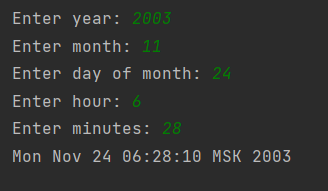 Enter year: 2003
Enter month: 11
Enter day of month: 24
Enter hour: 6
Enter minutes: 28
Mon Nov 24 06:28:10 MSK 2003